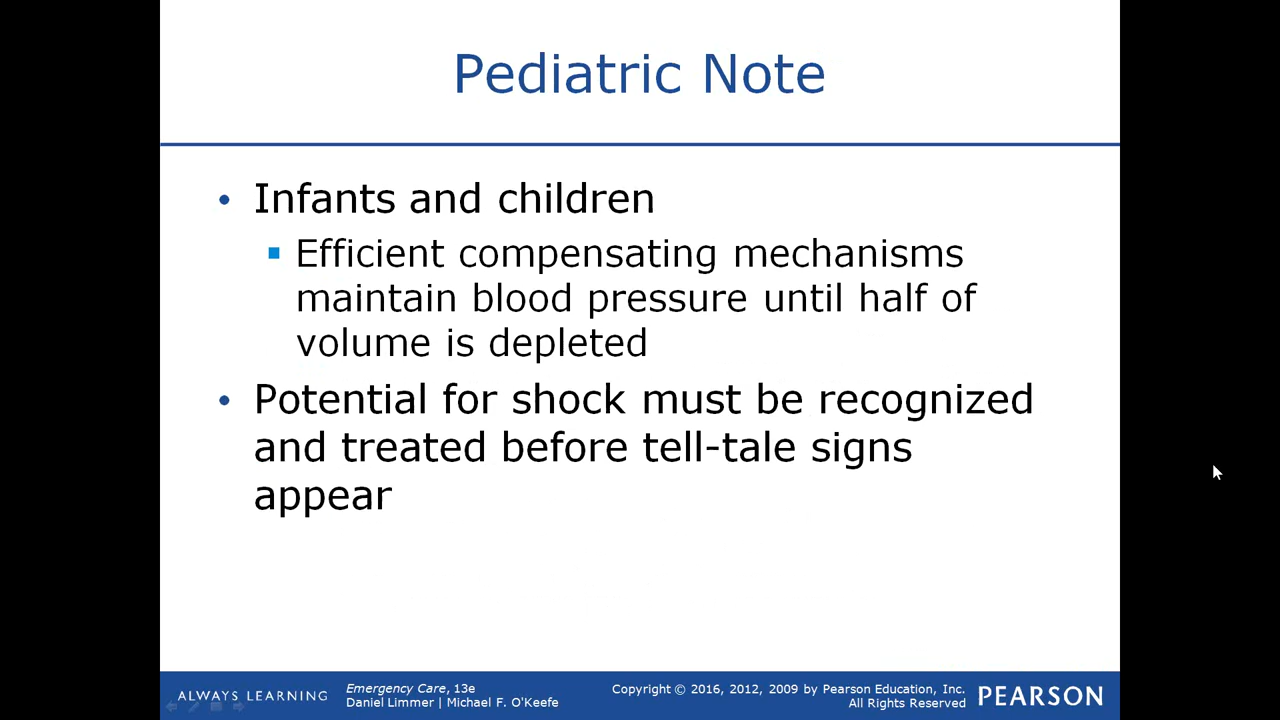 Pediatric Note
• Infants and children
▪ Efficient compensating mechanisms
maintain blood pressure until half of
volume is depleted
• Potential for shock must be recognized
and treated before tell-tale signs
appear
ALWAYS LEARNING
Emergency Care, 13e
Daniel Limmer | Michael F. O'Keefe
Copyright © 2016, 2012, 2009 by Pearson Education, Inc.
All Rights Reserved
PEARSON